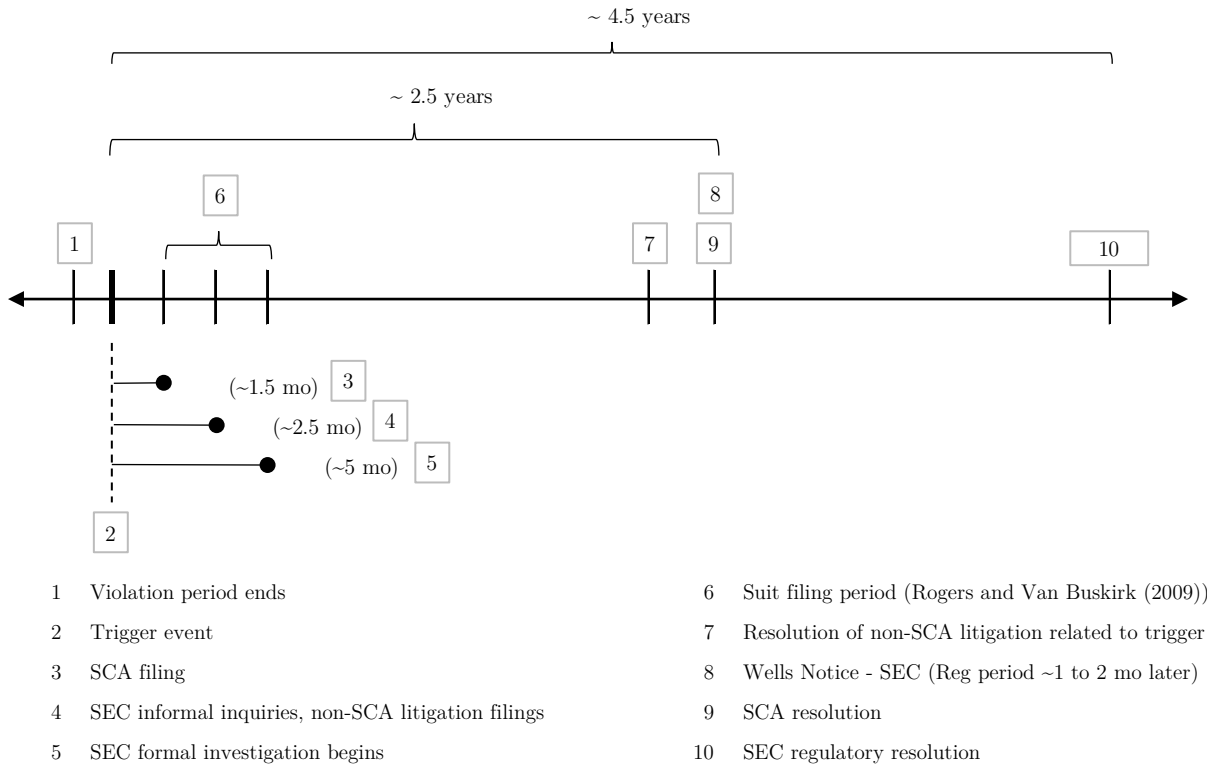 ~ 4.5 years
~ 2.5 years
6
8
1
7
9
10
(~1.5 mo) 3
(~2.5 mo) 4
(~5 mo) 5
2
1 Violation period ends
2 Trigger event
3 SCA filing
4 SEC informal inquiries, non-SCA litigation filings
5 SEC formal investigation begins
6 Suit filing period (Rogers and Van Buskirk (2009))
7 Resolution of non-SCA litigation related to trigger
8 Wells Notice - SEC (Reg period ~1 to 2 mo later)
9 SCA resolution
10 SEC regulatory resolution